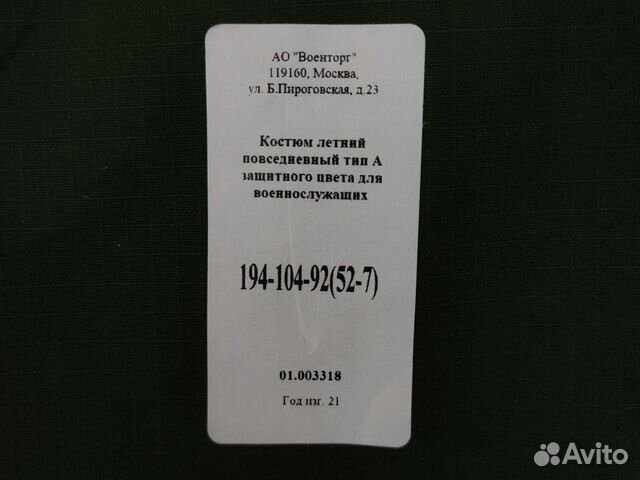 АО "Военторг"
119160, Москва,
ул. Б.Пироговская, д.23
Костюм летний
повседневный тип А
защитного цвета для
военнослужащих
194-104-92(52-7)
01.003318
Год изг. 21
Avito